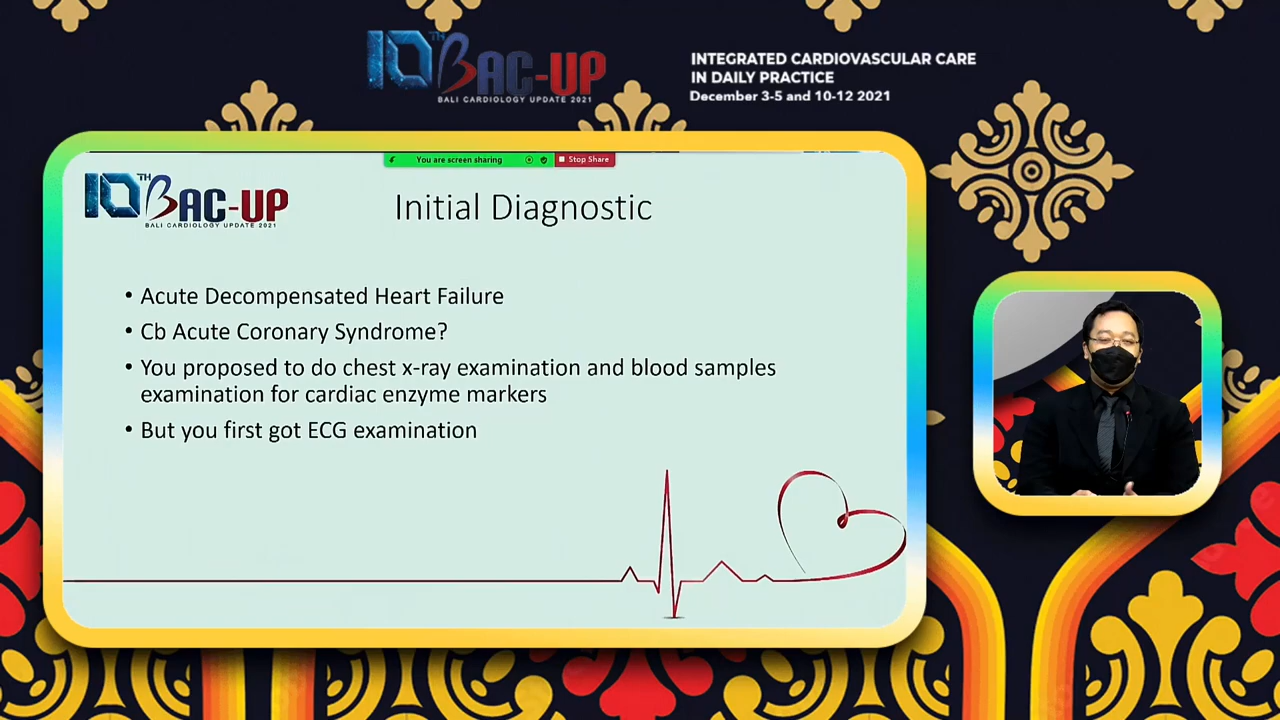 10TH BAC-UP
BALI CARDIOLOGY UPDATE 2021
INTEGRATED CARDIOVASCULAR CARE
IN DAILY PRACTICE
December 3-5 and 10-12 2021
You are screen sharing
Stop Share
10TH BAC-UP
BALI CARDIOLOGY UPDATE 2021
Initial Diagnostic
• Acute Decompensated Heart Failure
• Cb Acute Coronary Syndrome?
• You proposed to do chest x-ray examination and blood samples
examination for cardiac enzyme markers
• But you first got ECG examination